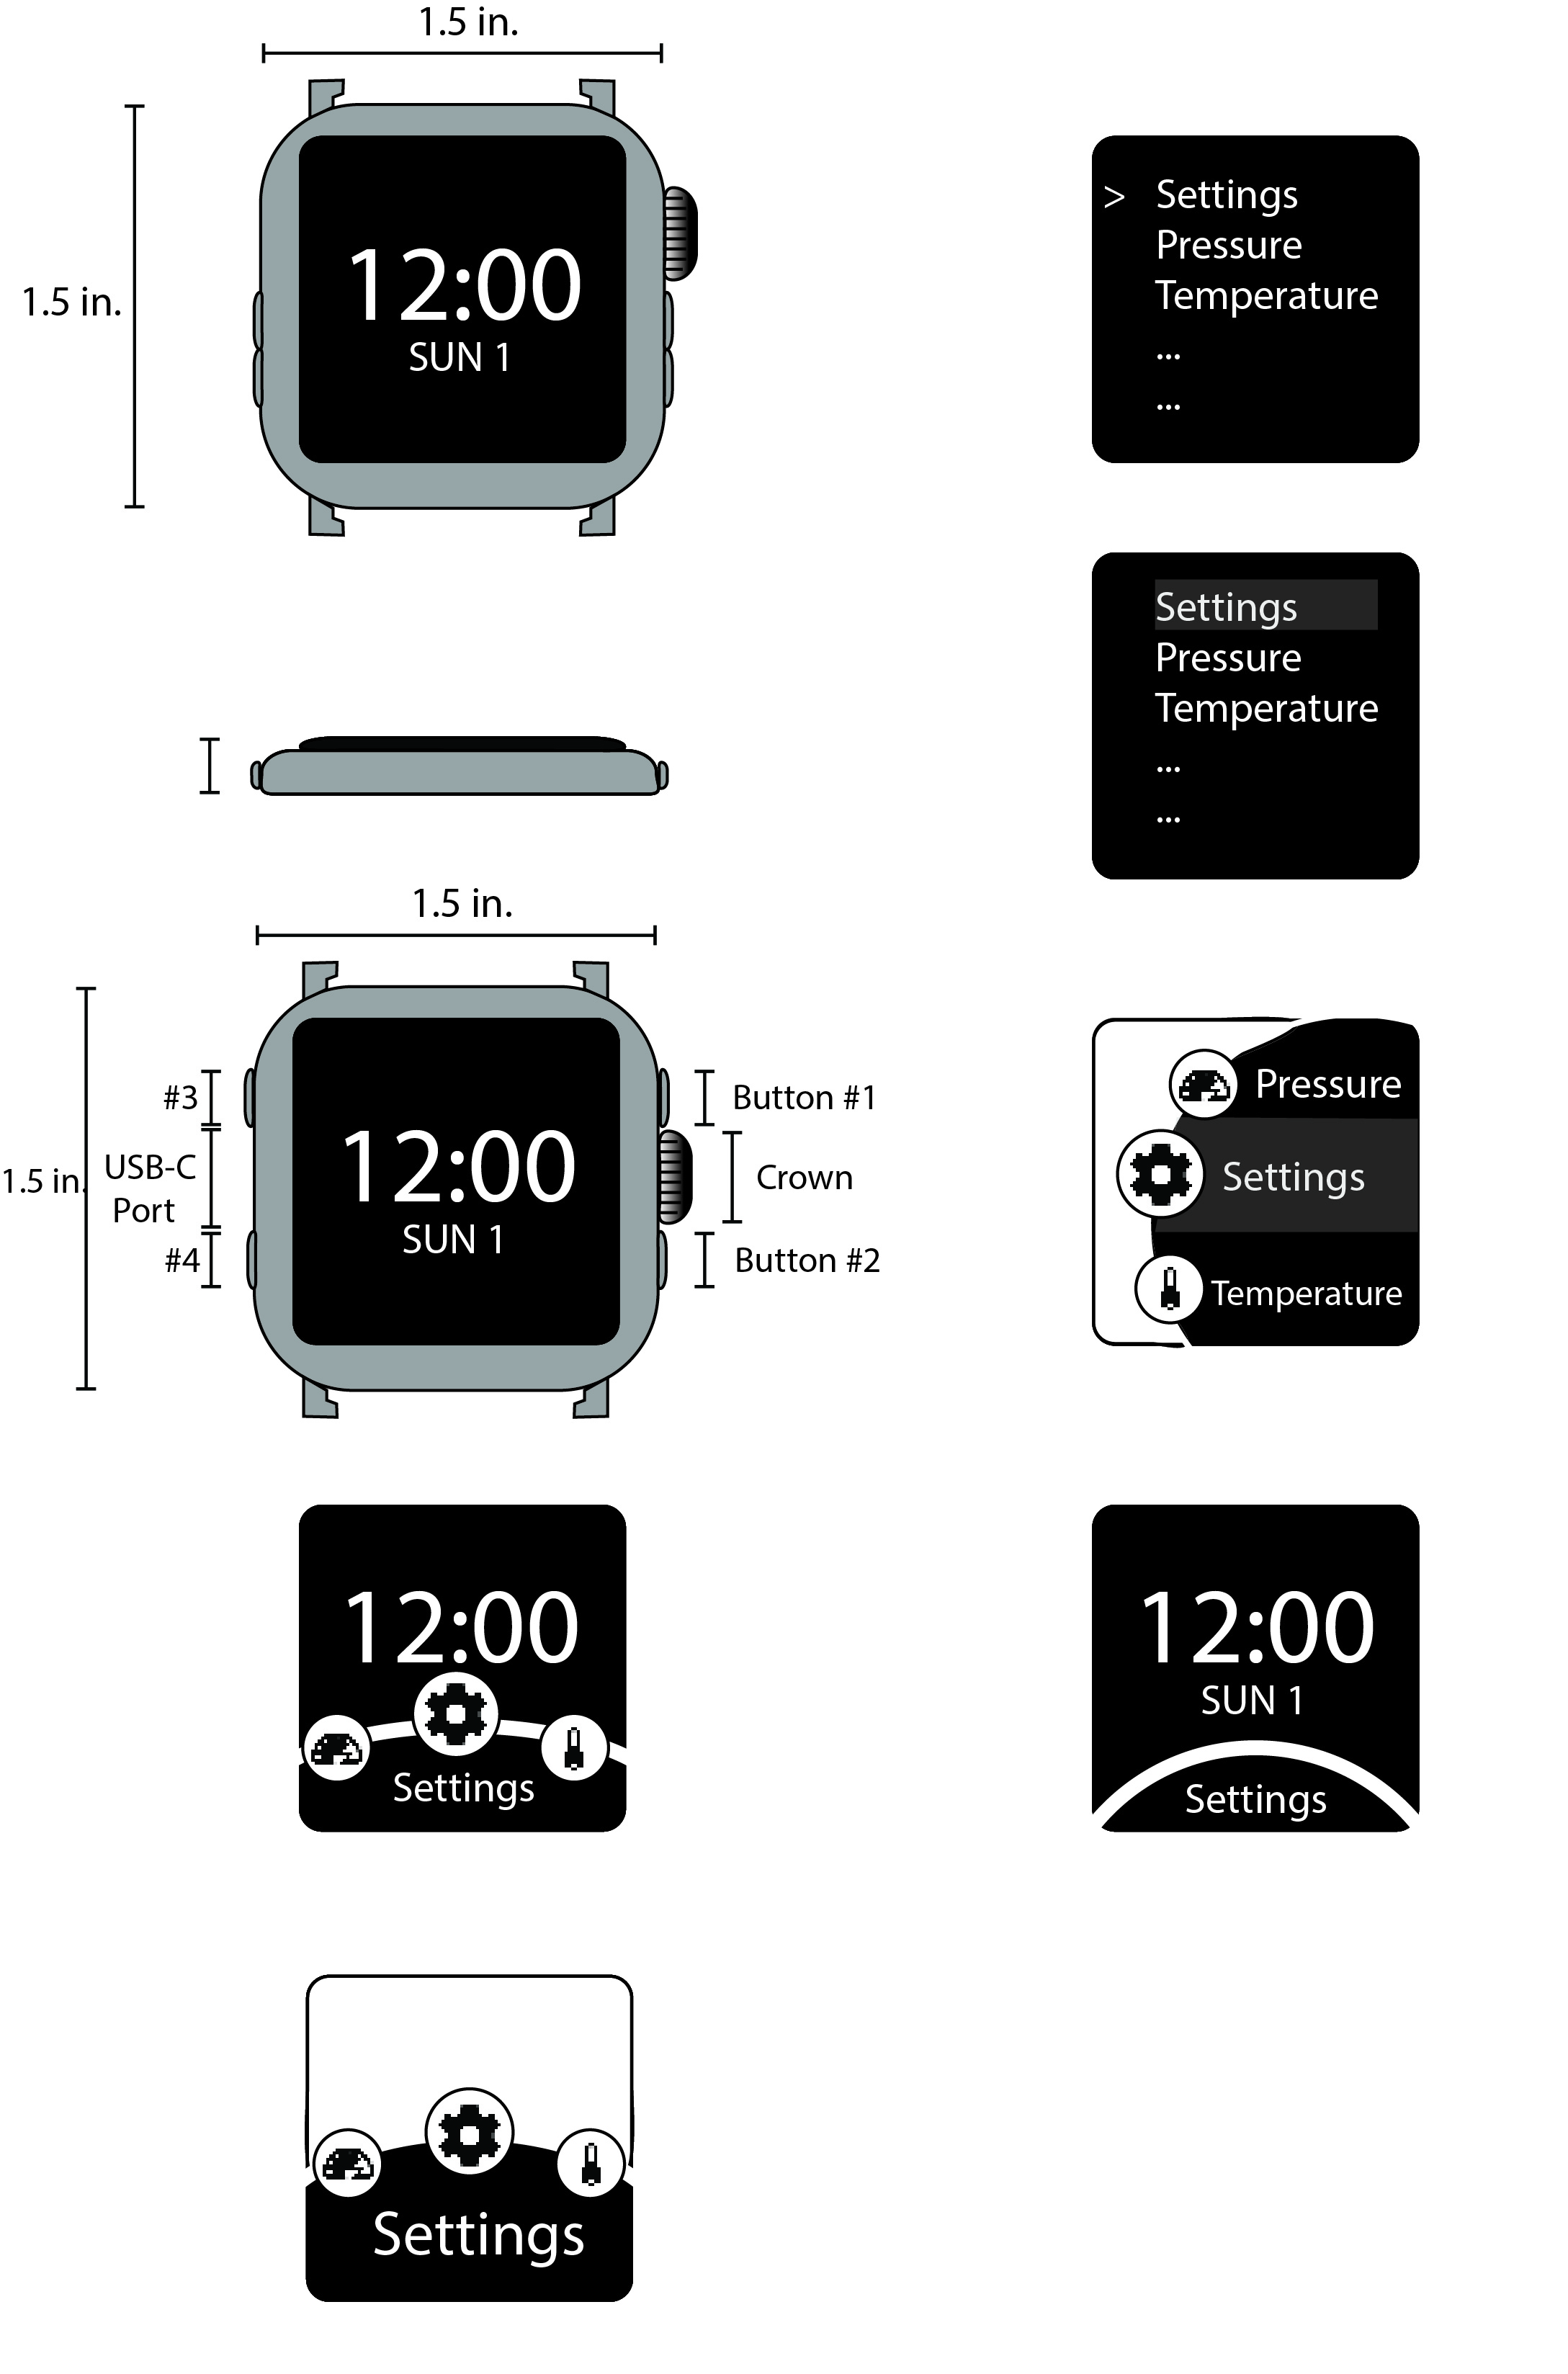 1.5 in.
1.5 in.
12:00
SUN 1
> Settings
Pressure
Temperature
...
...
Settings
Pressure
Temperature
...
...
1.5 in.
1.5 in.
#3
USB-C
Port
#4
12:00
SUN 1
Button #1
Crown
Button #2
Pressure
Settings
Temperature
12:00
Settings
12:00
SUN 1
Settings
Settings